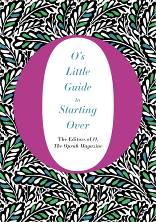 O's
Little
Guide
to
Starting
Over
The Editors of O,
The Oprah Magazine